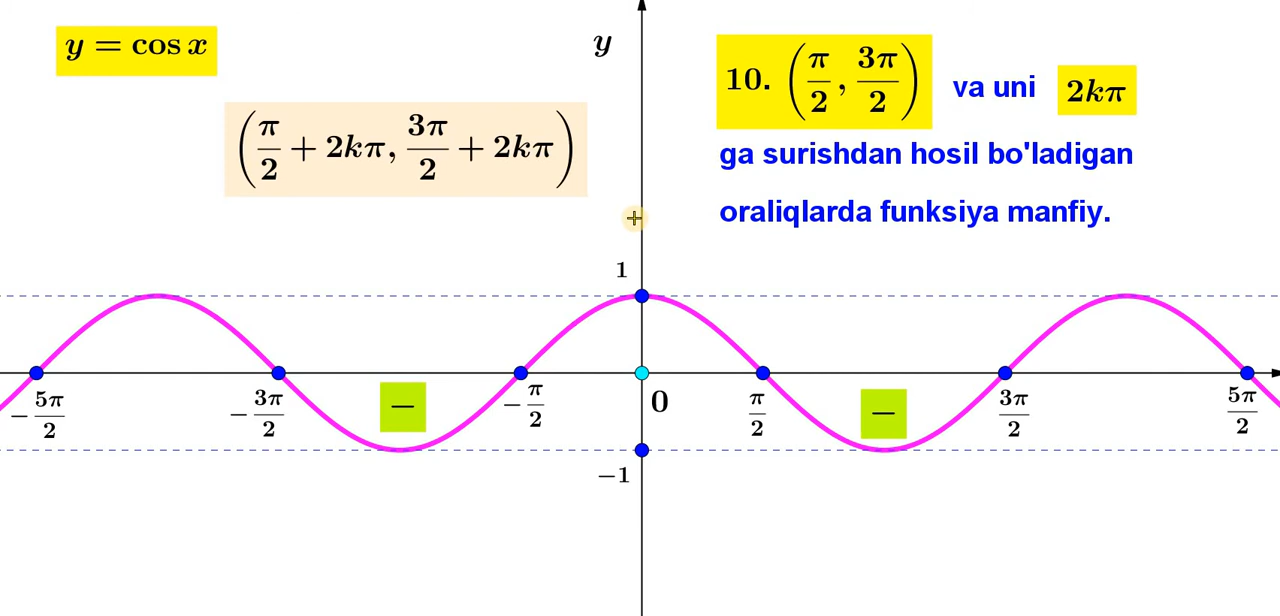 y = cos x
(π/2 + 2kπ, 3π/2 + 2kπ)
y
10. (π/2, 3π/2) va uni 2kπ
ga surishdan hosil bo'ladigan
oraliqlarda funksiya manfiy.
1
−5π/2 −3π/2 − −π/2 0 π/2 − 3π/2 5π/2
−1